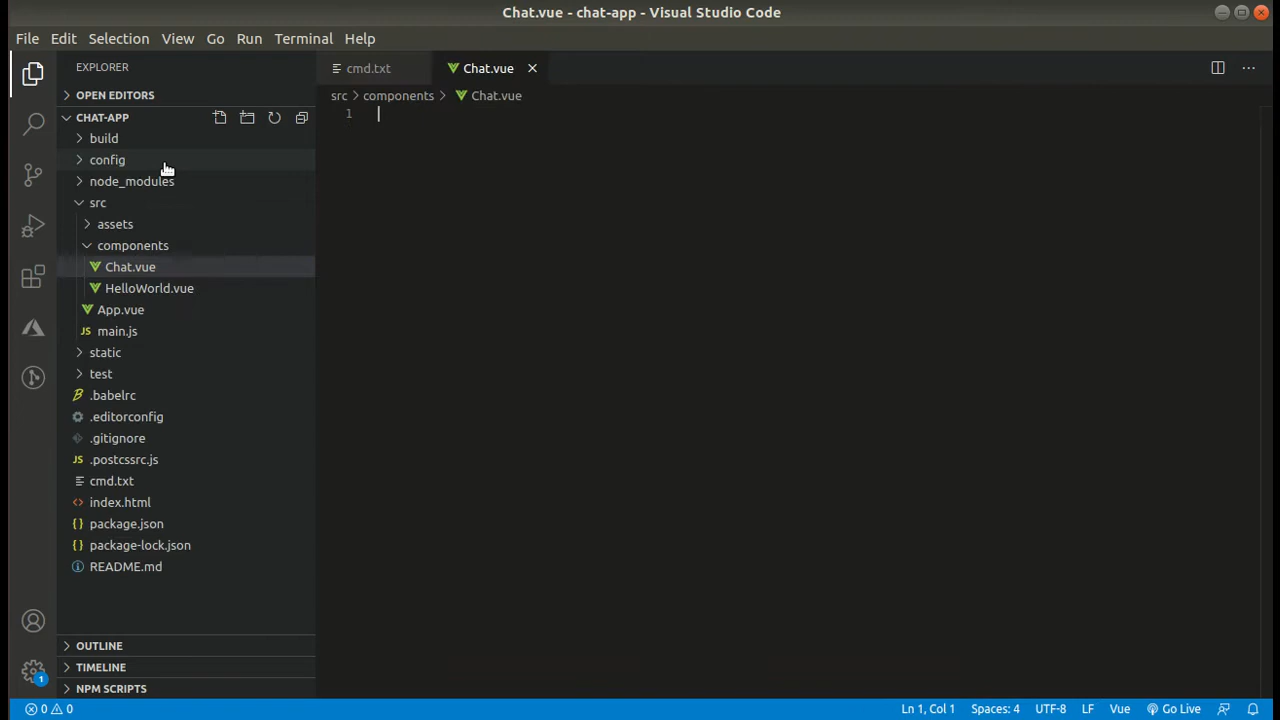 Chat.vue - chat-app - Visual Studio Code
File Edit Selection View Go Run Terminal Help
EXPLORER
OPEN EDITORS
CHAT-APP
build
config
node_modules
src
assets
components
Chat.vue
HelloWorld.vue
App.vue
JS main.js
static
test
.babelrc
.editorconfig
.gitignore
JS .postcssrc.js
cmd.txt
index.html
{} package.json
{} package-lock.json
README.md
OUTLINE
TIMELINE
NPM SCRIPTS
1
cmd.txt Chat.vue
src > components > Chat.vue
1
0 0 Ln 1, Col 1 Spaces: 4 UTF-8 LF Vue Go Live